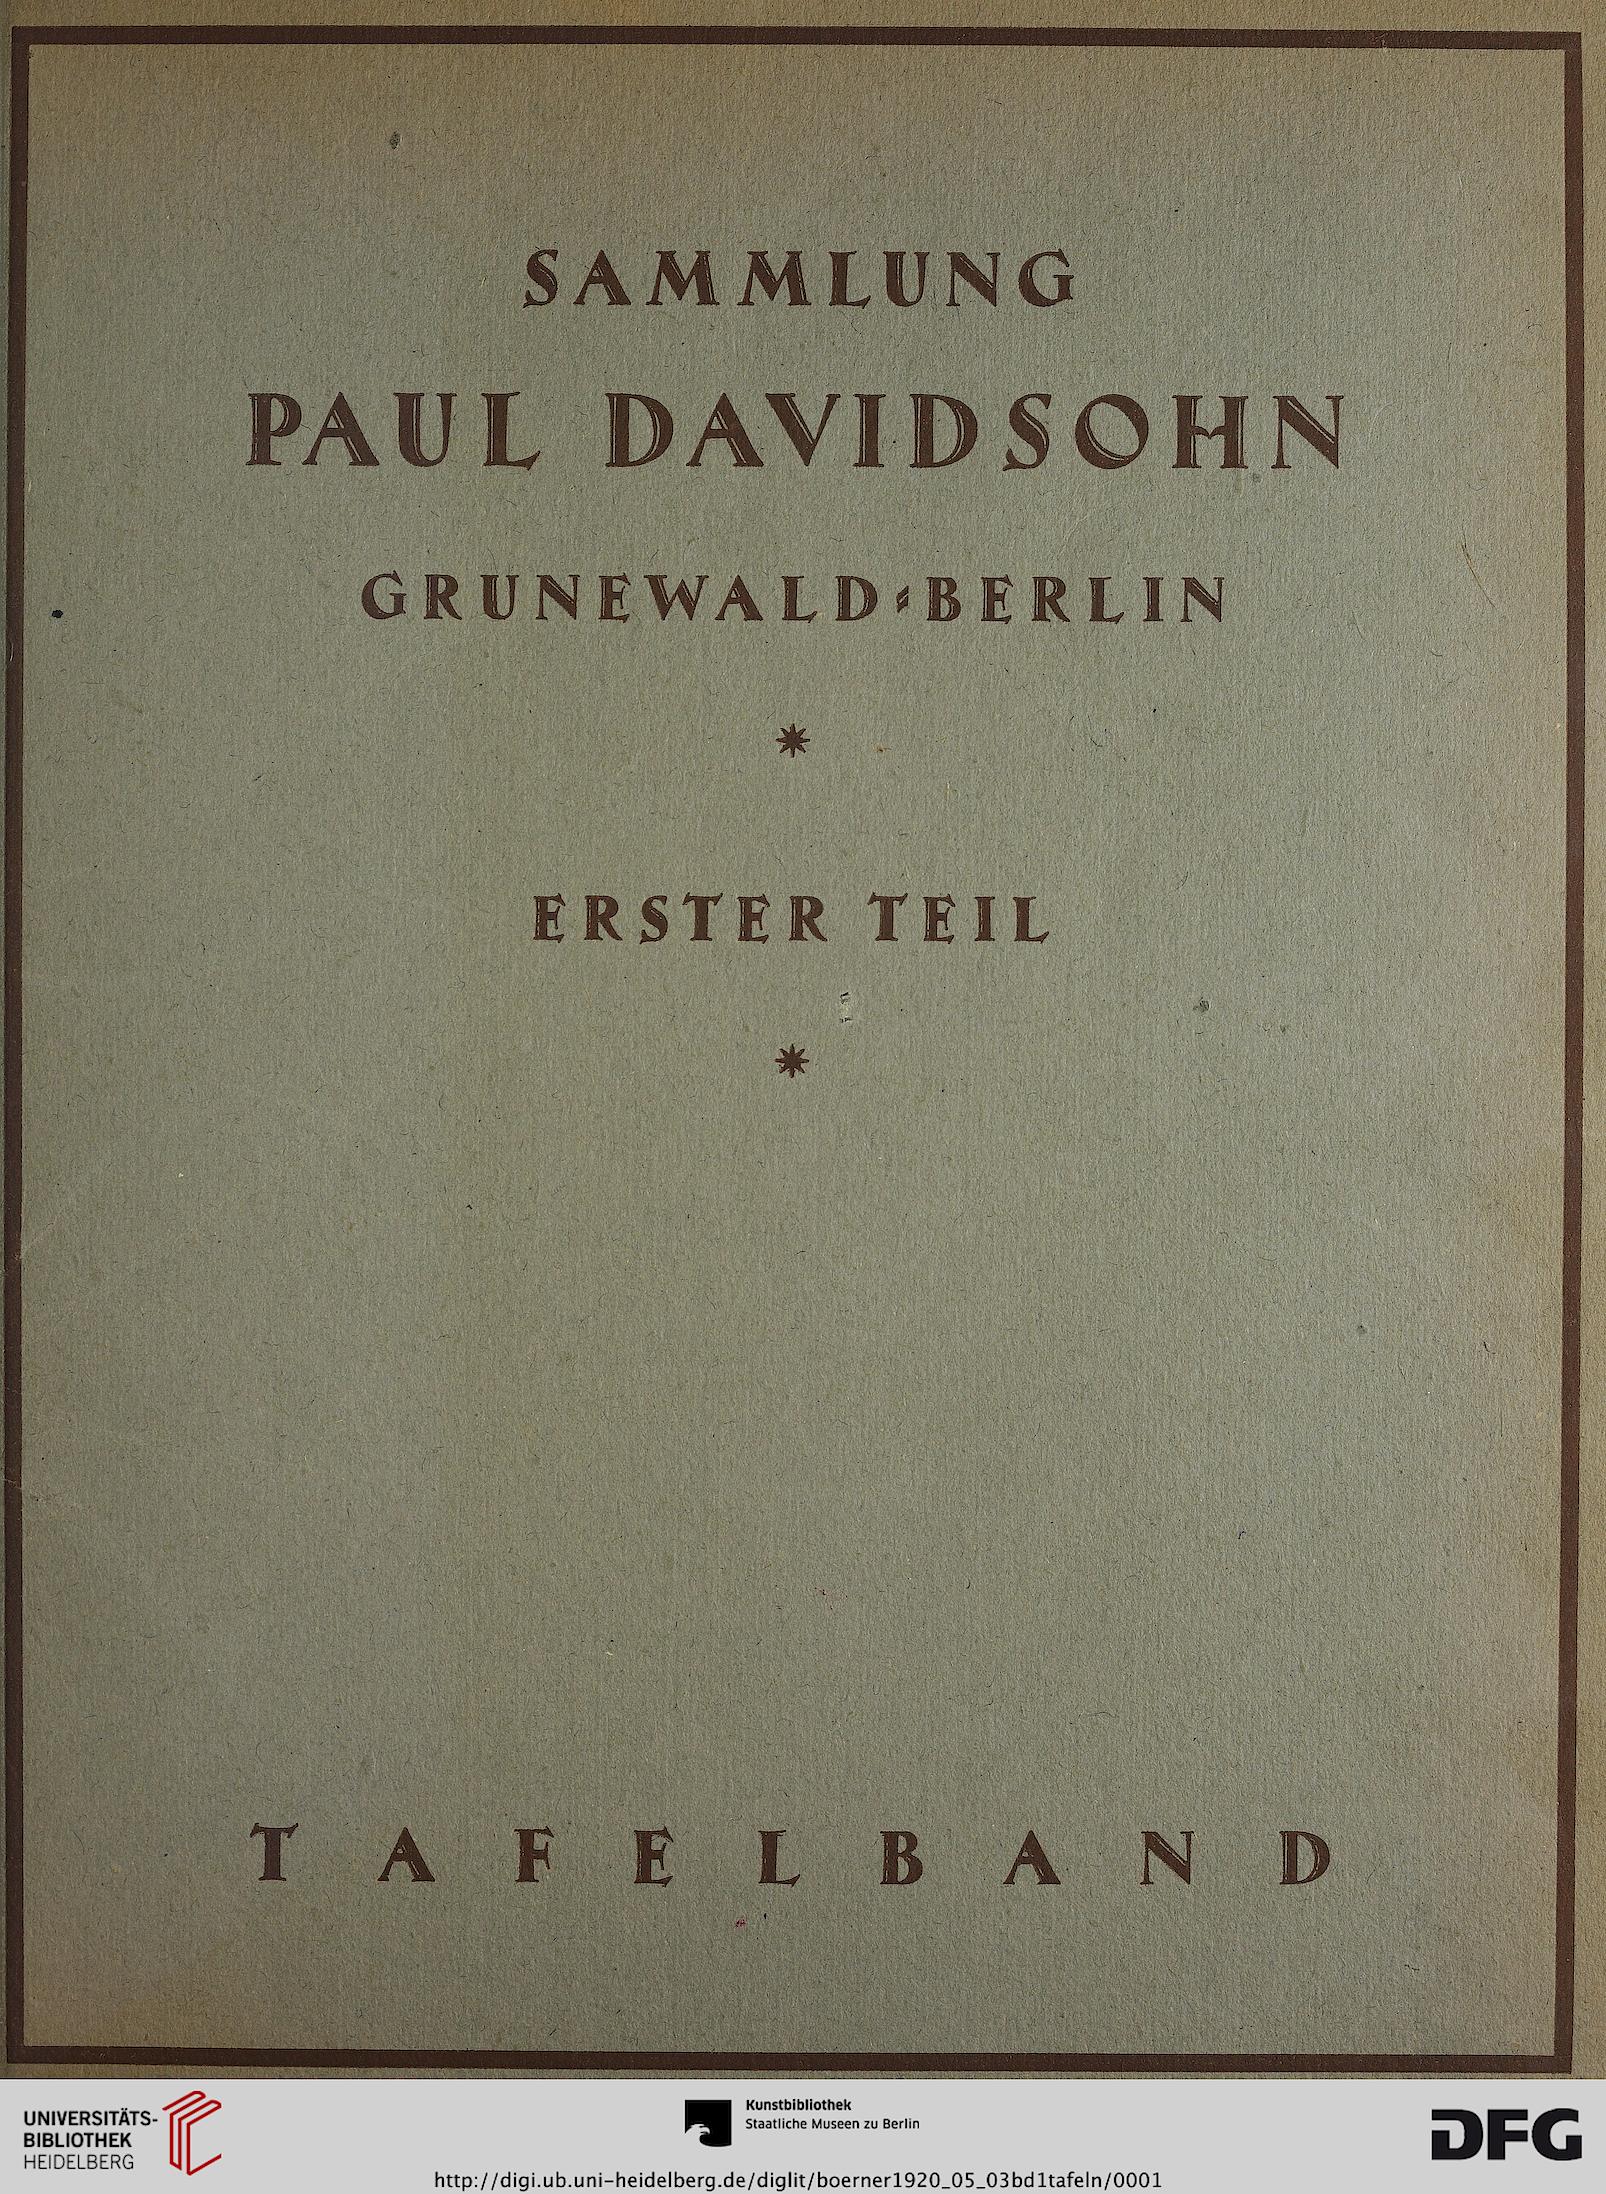 SAMMLUNG
PAUL DAVIDSOHN
GRUNEWALD-BERLIN
*
ERSTER TEIL
*
TAFELBAND
UNIVERSITÄTS-
BIBLIOTHEK
HEIDELBERG
Kunstbibliothek
Staatliche Museen zu Berlin
DFG
http://digi.ub.uni-heidelberg.de/diglit/boerner1920_05_03bd1tafeln/0001